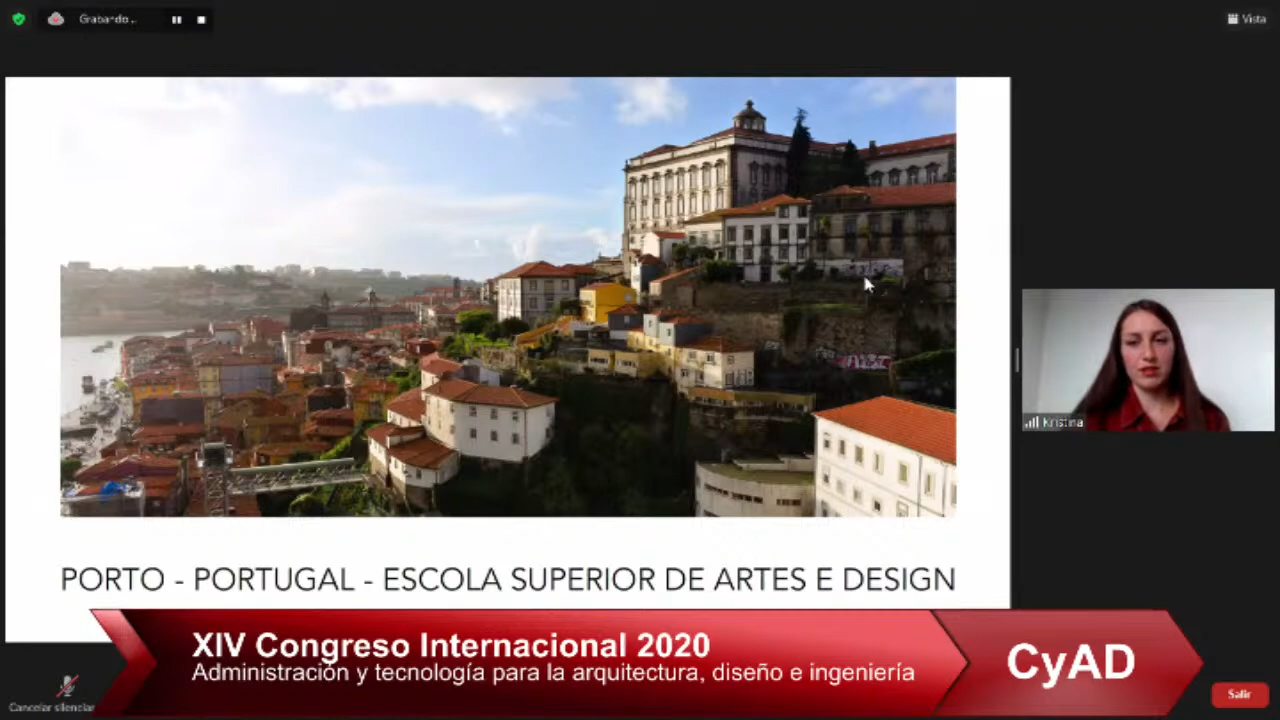 Grabando...
Vista
Kristina
PORTO - PORTUGAL - ESCOLA SUPERIOR DE ARTES E DESIGN
XIV Congreso Internacional 2020
Administración y tecnología para la arquitectura, diseño e ingeniería
CyAD
Cancelar silenciar
Salir